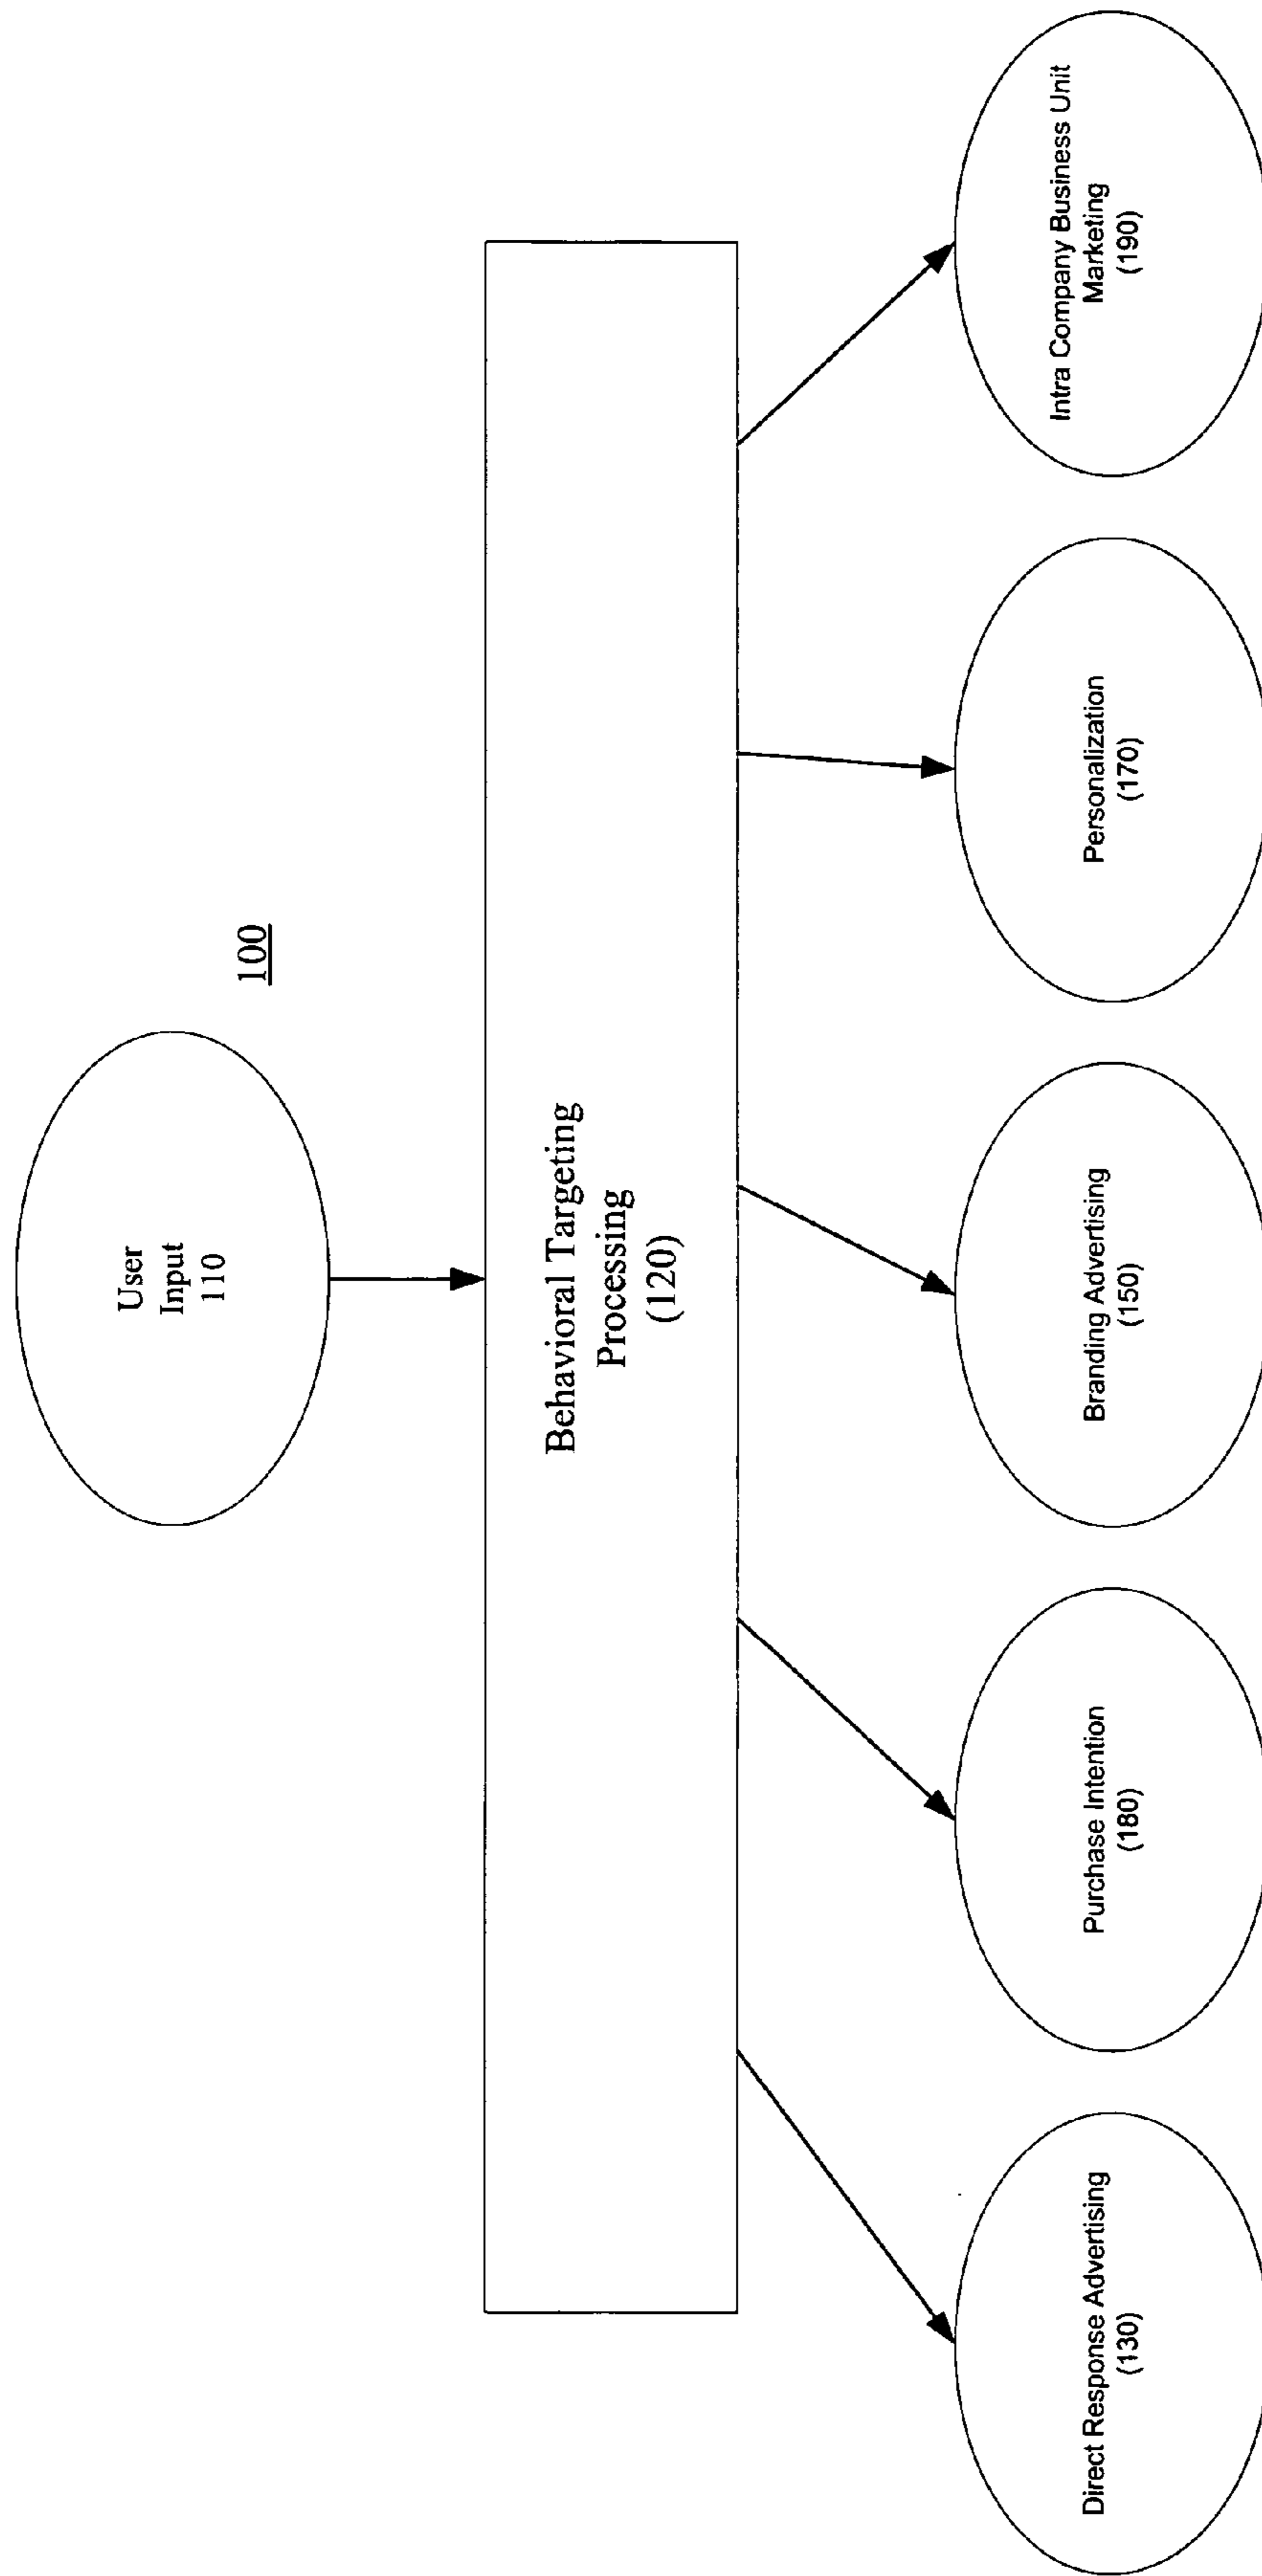 100
User
Input
110
Behavioral Targeting
Processing
(120)
Direct Response Advertising
(130)
Purchase Intention
(180)
Branding Advertising
(150)
Personalization
(170)
Intra Company Business Unit
Marketing
(190)